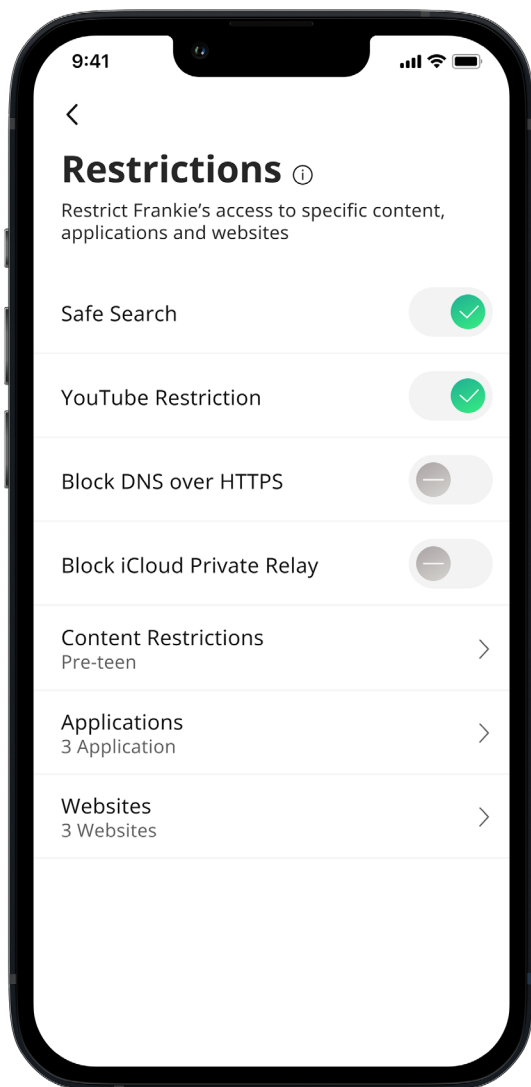 9:41
Restrictions
Restrict Frankie’s access to specific content,
applications and websites
Safe Search
YouTube Restriction
Block DNS over HTTPS
Block iCloud Private Relay
Content Restrictions
Pre-teen
Applications
3 Application
Websites
3 Websites